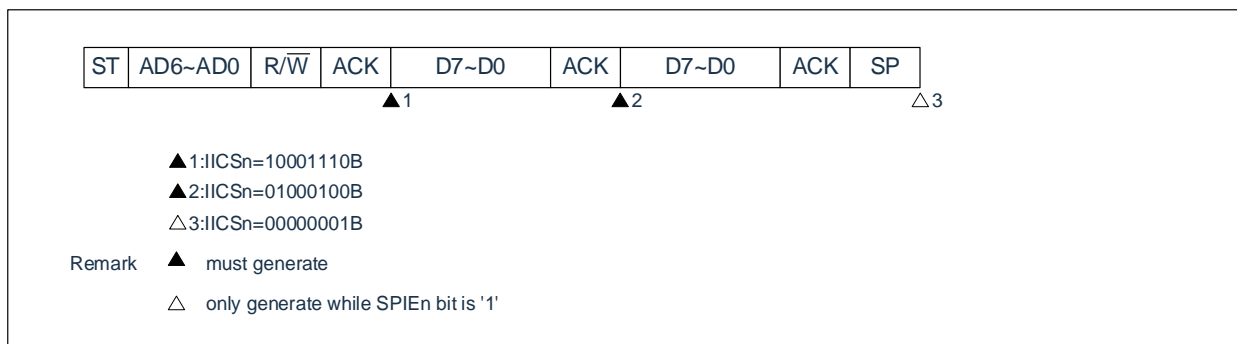 ST AD6~AD0 R/W̅ ACK D7~D0 ACK D7~D0 ACK SP
▲1 ▲2 △3
▲1:IICSn=10001110B
▲2:IICSn=01000100B
△3:IICSn=00000001B
Remark ▲ must generate
△ only generate while SPIEn bit is '1'